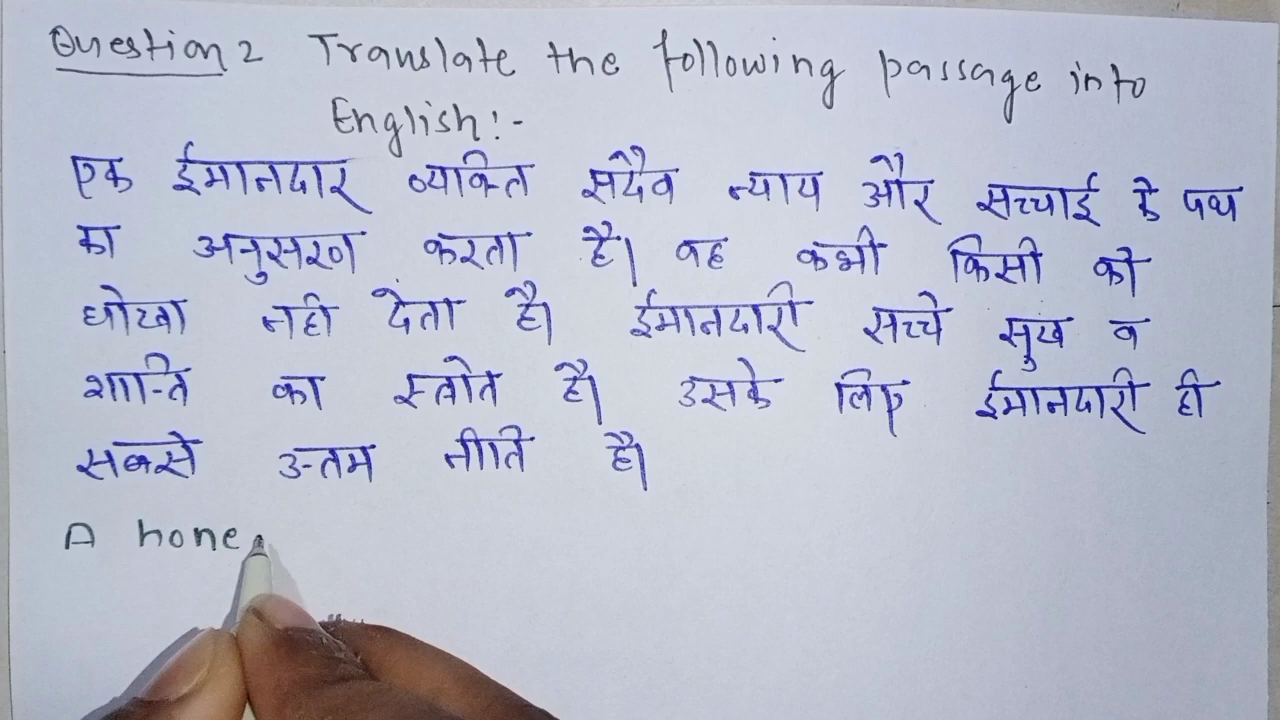 Question 2 Translate the following passage into
English:-
एक ईमानदार व्यक्ति सदैव न्याय और सच्चाई के पथ
का अनुसरण करता है। वह कभी किसी को
धोखा नही देता है। ईमानदारी सच्चे सुख व
शान्ति का स्त्रोत है। उसके लिए ईमानदारी ही
सबसे उत्तम नीति है।
A hone